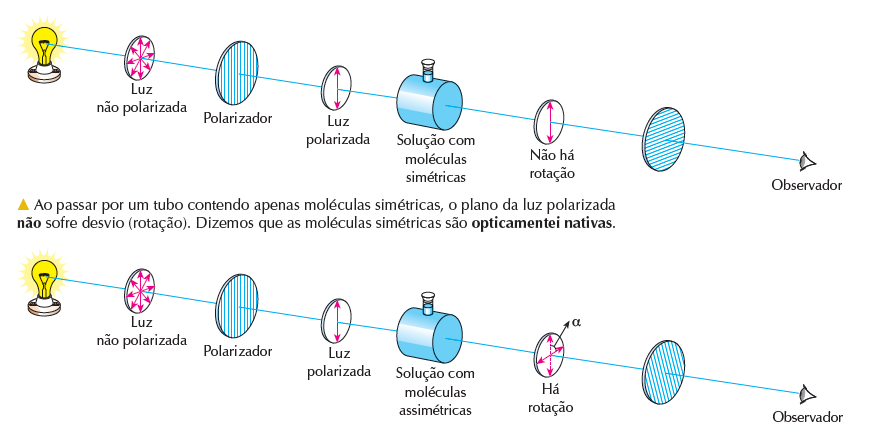 Luz
não polarizada
Polarizador
Luz
polarizada
Solução com
moléculas
simétricas
Não há
rotação
Observador
▲ Ao passar por um tubo contendo apenas moléculas simétricas, o plano da luz polarizada
não sofre desvio (rotação). Dizemos que as moléculas simétricas são opticamentei nativas.
Luz
não polarizada
Polarizador
Luz
polarizada
Solução com
moléculas
assimétricas
α
Há
rotação
Observador